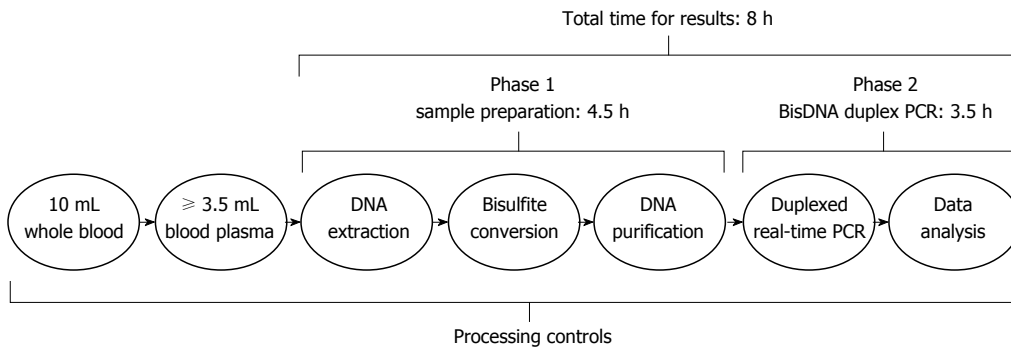 Total time for results: 8 h
Phase 1
sample preparation: 4.5 h
Phase 2
BisDNA duplex PCR: 3.5 h
10 mL
whole blood
≥ 3.5 mL
blood plasma
DNA
extraction
Bisulfite
conversion
DNA
purification
Duplexed
real-time PCR
Data
analysis
Processing controls